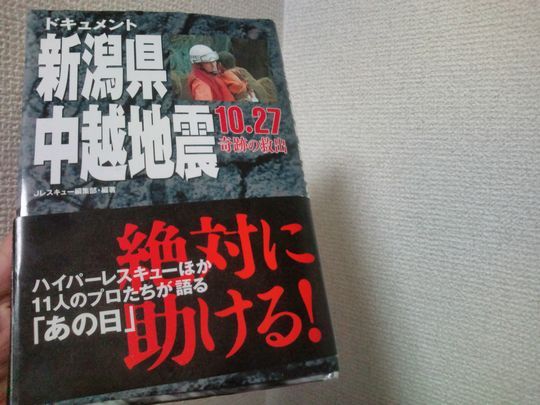 ドキュメント
新潟県
中越地震
10.27
奇跡の救出
Jレスキュー編集部・編著
絶対に
助ける!
ハイパーレスキューほか
11人のプロたちが語る
「あの日」